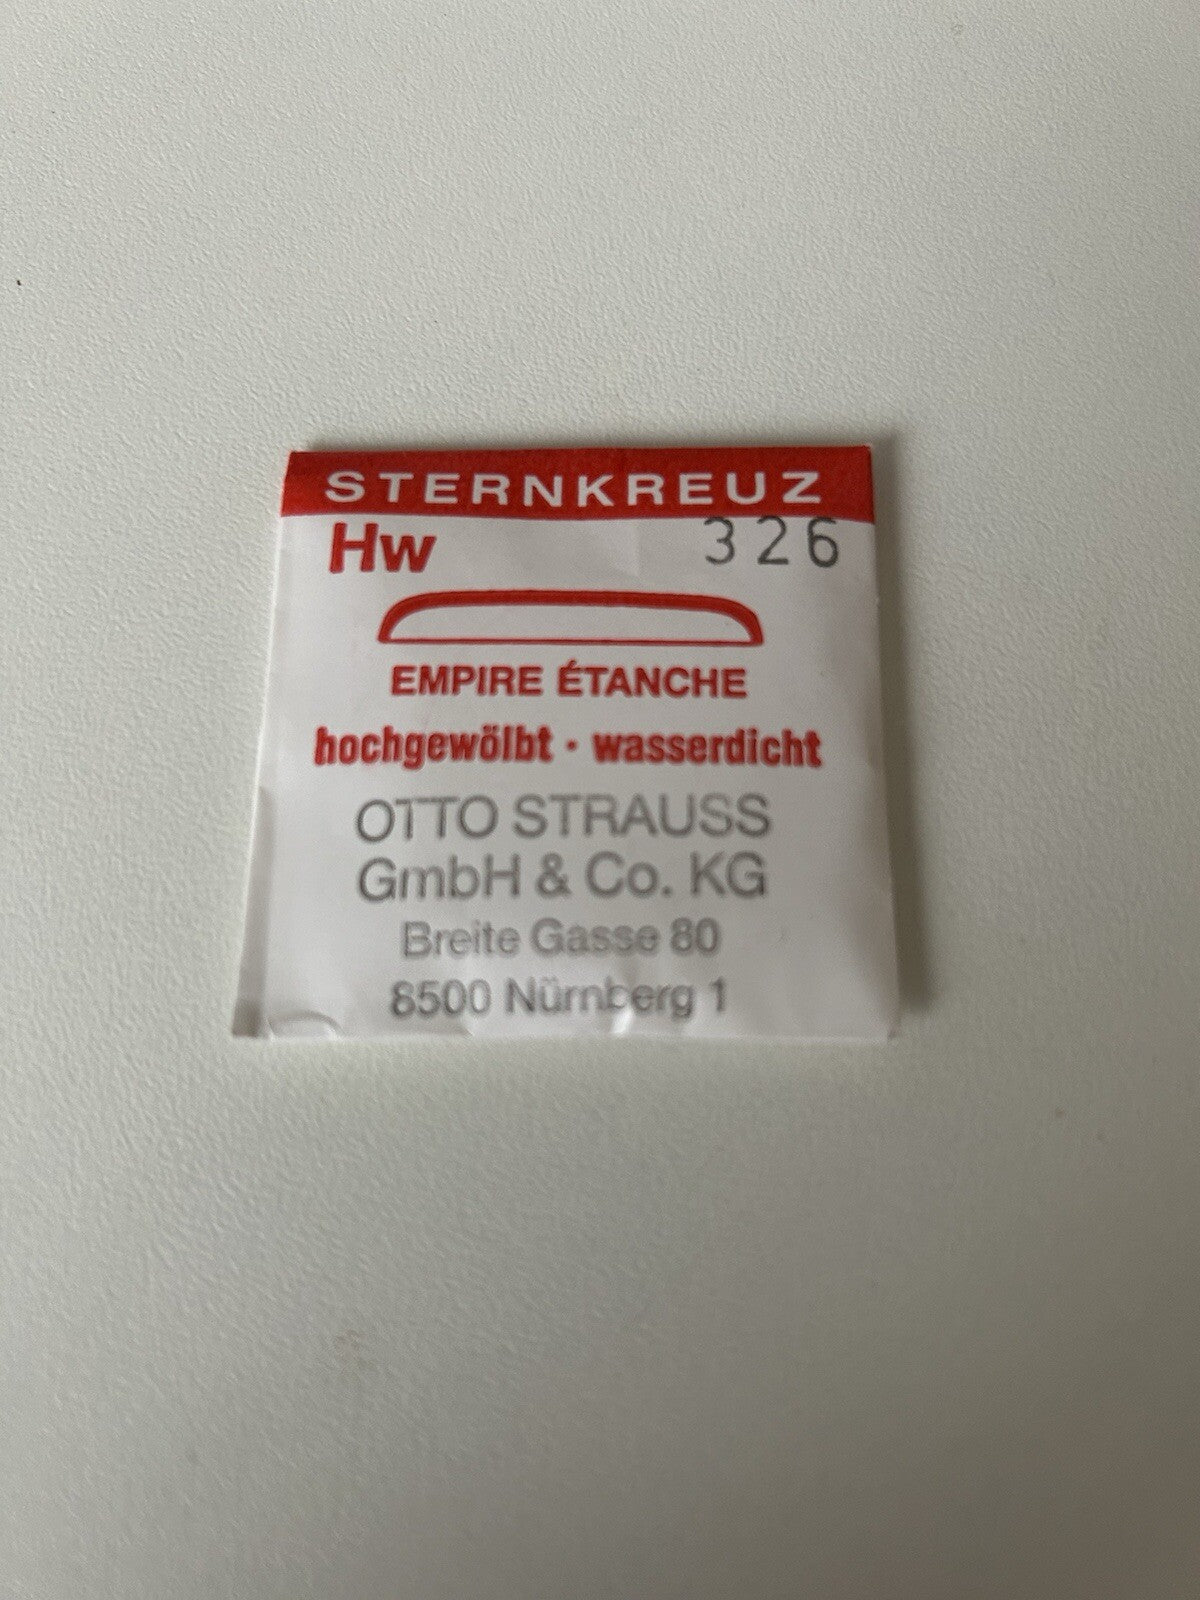 STERNKREUZ
Hw 326
EMPIRE ÉTANCHE
hochgewölbt · wasserdicht
OTTO STRAUSS
GmbH & Co. KG
Breite Gasse 80
8500 Nürnberg 1